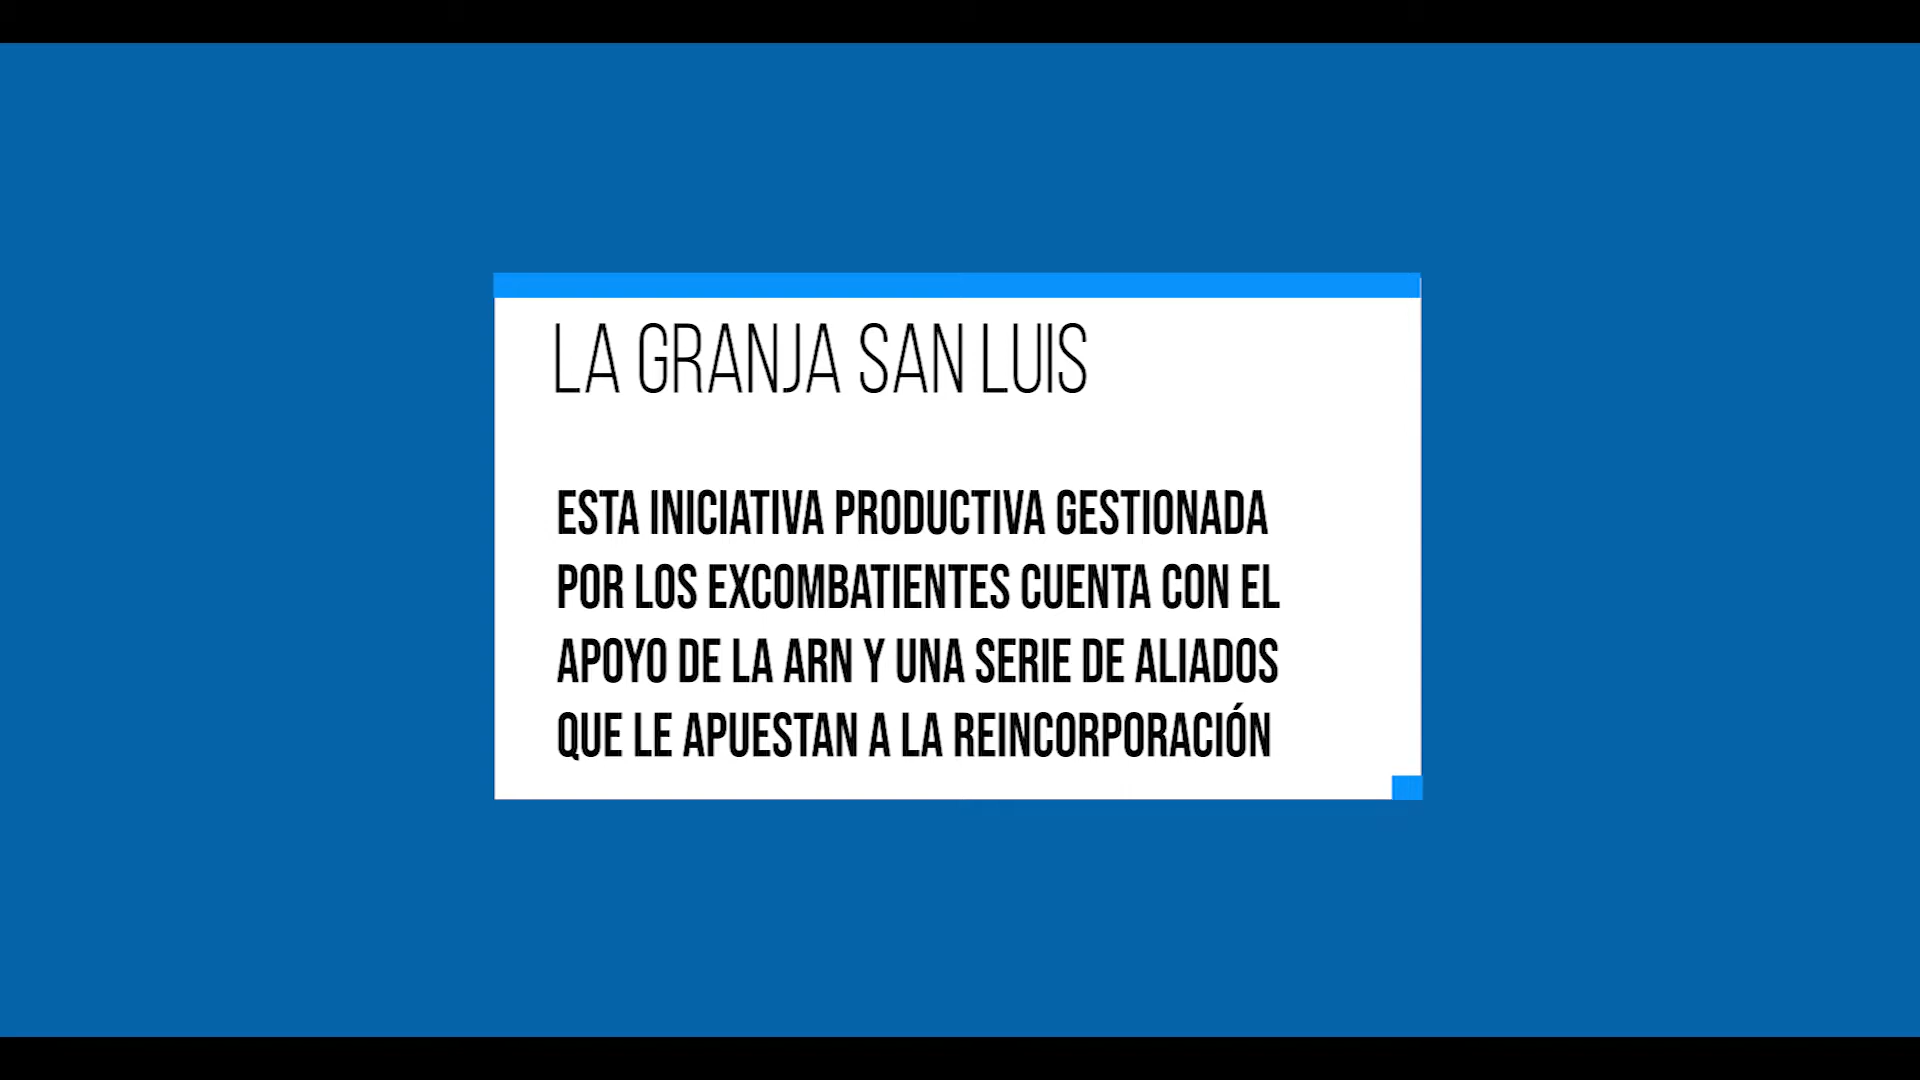 LA GRANJA SAN LUIS
ESTA INICIATIVA PRODUCTIVA GESTIONADA
POR LOS EXCOMBATIENTES CUENTA CON EL
APOYO DE LA ARN Y UNA SERIE DE ALIADOS
QUE LE APUESTAN A LA REINCORPORACIÓN